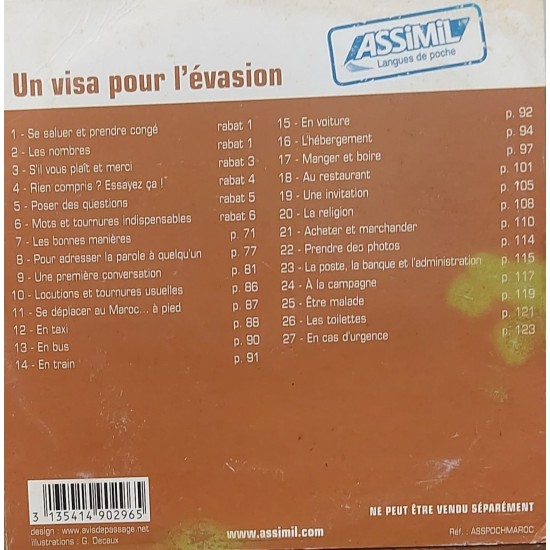 ASSiMiL
Langues de poche
Un visa pour l'évasion
1 - Se saluer et prendre congé rabat 1
2 - Les nombres rabat 1
3 - S'il vous plaît et merci rabat 3
4 - Rien compris ? Essayez ça ! rabat 4
5 - Poser des questions rabat 5
6 - Mots et tournures indispensables rabat 6
7 - Les bonnes manières p. 71
8 - Pour adresser la parole à quelqu'un p. 77
9 - Une première conversation p. 81
10 - Locutions et tournures usuelles p. 86
11 - Se déplacer au Maroc... à pied p. 87
12 - En taxi p. 88
13 - En bus p. 90
14 - En train p. 91
15 - En voiture p. 92
16 - L'hébergement p. 94
17 - Manger et boire p. 97
18 - Au restaurant p. 101
19 - Une invitation p. 105
20 - La religion p. 108
21 - Acheter et marchander p. 110
22 - Prendre des photos p. 114
23 - La poste, la banque et l'administration p. 115
24 - À la campagne p. 117
25 - Être malade p. 119
26 - Les toilettes p. 121
27 - En cas d'urgence p. 123
3 135414 902965
design : www.avisdepassage.net
illustrations : G. Decaux
www.assimil.com
NE PEUT ÊTRE VENDU SÉPARÉMENT
Réf. : ASSPOCHMAROC